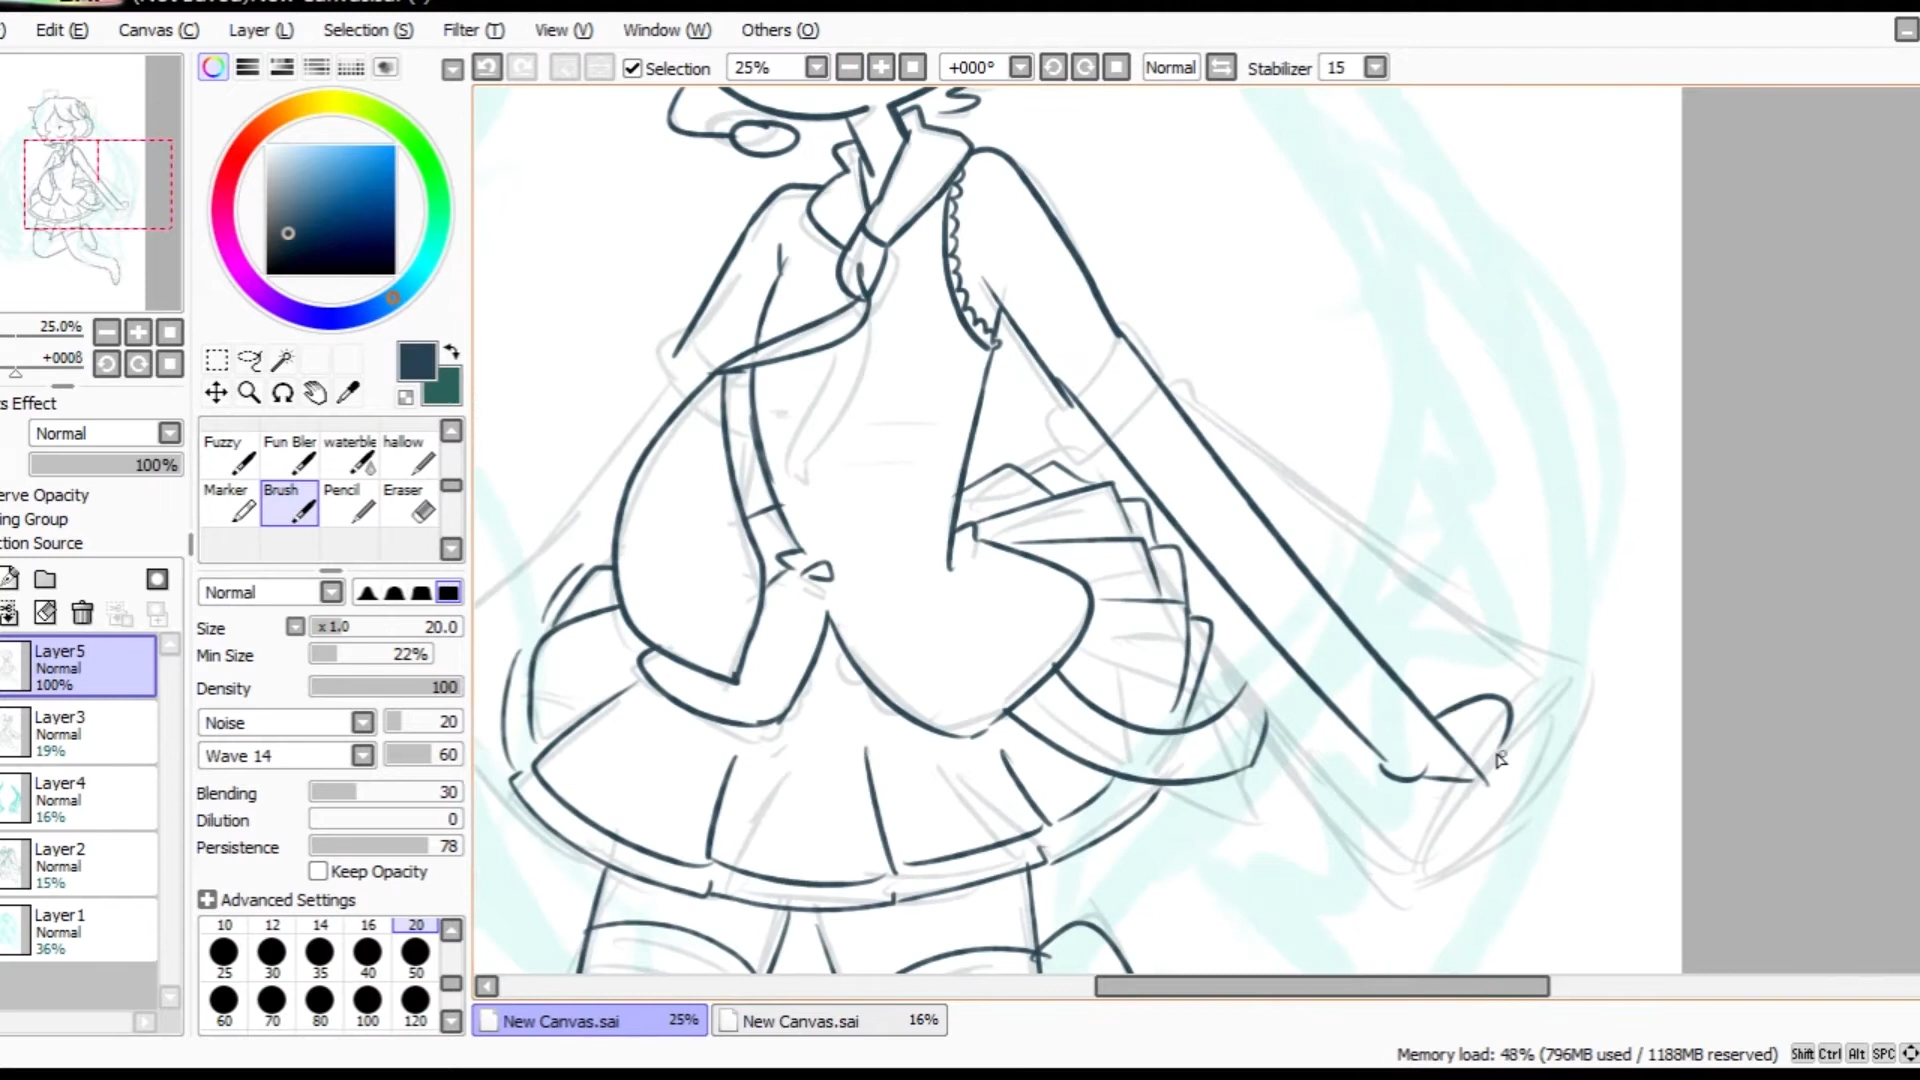 Edit (E) Canvas (C) Layer (L) Selection (S) Filter (T) View (V) Window (W) Others (O)
Selection 25% +000° Normal Stabilizer 15
25.0%
+000ß
s Effect
Normal
100%
erve Opacity
ing Group
ction Source
Layer5
Normal
100%
Layer3
Normal
19%
Layer4
Normal
16%
Layer2
Normal
15%
Layer1
Normal
36%
Fuzzy Fun Bler waterble hallow
Marker Brush Pencil Eraser
Normal
Size x 1.0 20.0
Min Size 22%
Density 100
Noise 20
Wave 14 60
Blending 30
Dilution 0
Persistence 78
Keep Opacity
Advanced Settings
10 12 14 16 20
25 30 35 40 50
60 70 80 100 120
New Canvas.sai 25% New Canvas.sai 16%
Memory load: 48% (796MB used / 1188MB reserved) Shift Ctrl Alt SPC